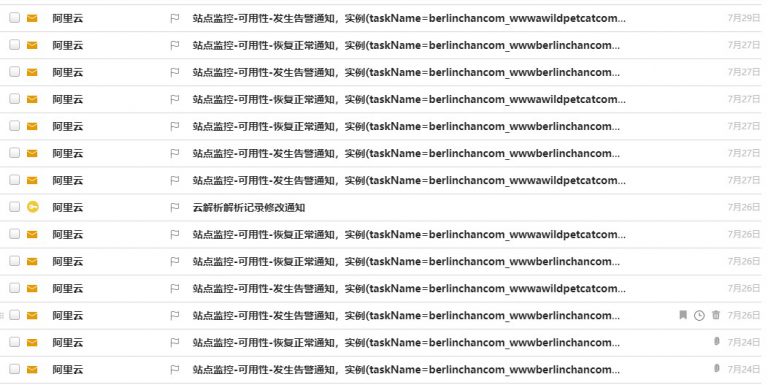 阿里云 站点监控-可用性-发生告警通知，实例(taskName=berlinchancom_wwwawildpetcatcom... 7月29日
阿里云 站点监控-可用性-恢复正常通知，实例(taskName=berlinchancom_wwwberlinchancom... 7月27日
阿里云 站点监控-可用性-发生告警通知，实例(taskName=berlinchancom_wwwberlinchancom... 7月27日
阿里云 站点监控-可用性-发生告警通知，实例(taskName=berlinchancom_wwwawildpetcatcom... 7月27日
阿里云 站点监控-可用性-恢复正常通知，实例(taskName=berlinchancom_wwwberlinchancom... 7月27日
阿里云 站点监控-可用性-发生告警通知，实例(taskName=berlinchancom_wwwberlinchancom... 7月27日
阿里云 站点监控-可用性-发生告警通知，实例(taskName=berlinchancom_wwwawildpetcatcom... 7月27日
阿里云 云解析解析记录修改通知 7月26日
阿里云 站点监控-可用性-恢复正常通知，实例(taskName=berlinchancom_wwwawildpetcatcom... 7月26日
阿里云 站点监控-可用性-恢复正常通知，实例(taskName=berlinchancom_wwwberlinchancom... 7月26日
阿里云 站点监控-可用性-发生告警通知，实例(taskName=berlinchancom_wwwawildpetcatcom... 7月26日
阿里云 站点监控-可用性-发生告警通知，实例(taskName=berlinchancom_wwwberlinchancom... 7月26日
阿里云 站点监控-可用性-恢复正常通知，实例(taskName=berlinchancom_wwwberlinchancom... 7月24日
阿里云 站点监控-可用性-发生告警通知，实例(taskName=berlinchancom_wwwberlinchancom... 7月24日